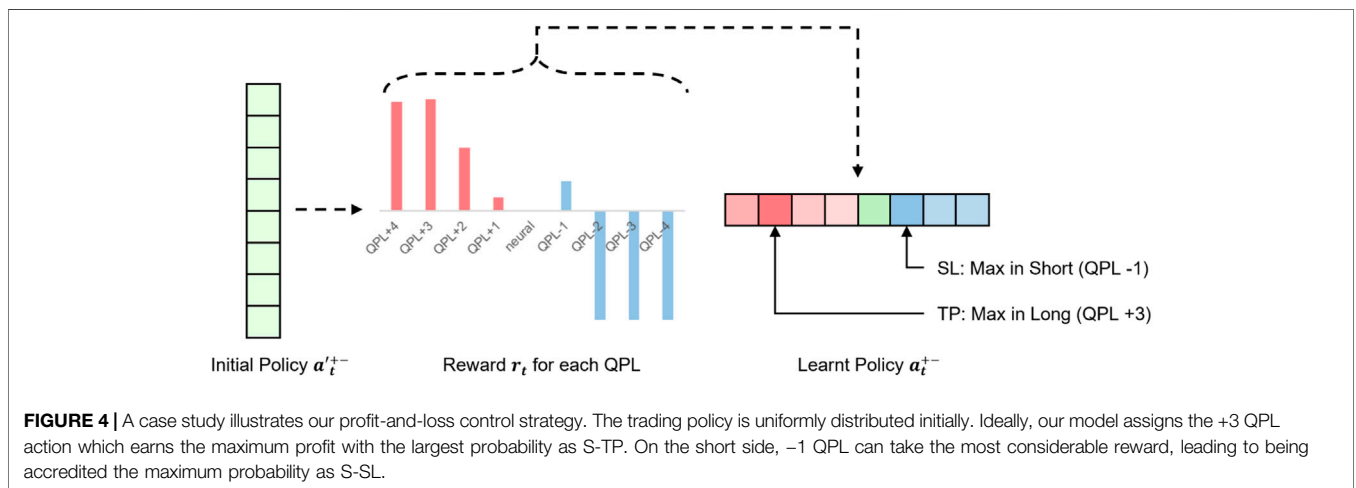 QPL+4
QPL+3
QPL+2
QPL+1
neural
QPL-1
QPL-2
QPL-3
QPL-4
SL: Max in Short (QPL -1)
TP: Max in Long (QPL +3)
Initial Policy a′ₜ⁺⁻
Reward rₜ for each QPL
Learnt Policy aₜ⁺⁻
FIGURE 4 | A case study illustrates our profit-and-loss control strategy. The trading policy is uniformly distributed initially. Ideally, our model assigns the +3 QPL
action which earns the maximum profit with the largest probability as S-TP. On the short side, −1 QPL can take the most considerable reward, leading to being
accredited the maximum probability as S-SL.